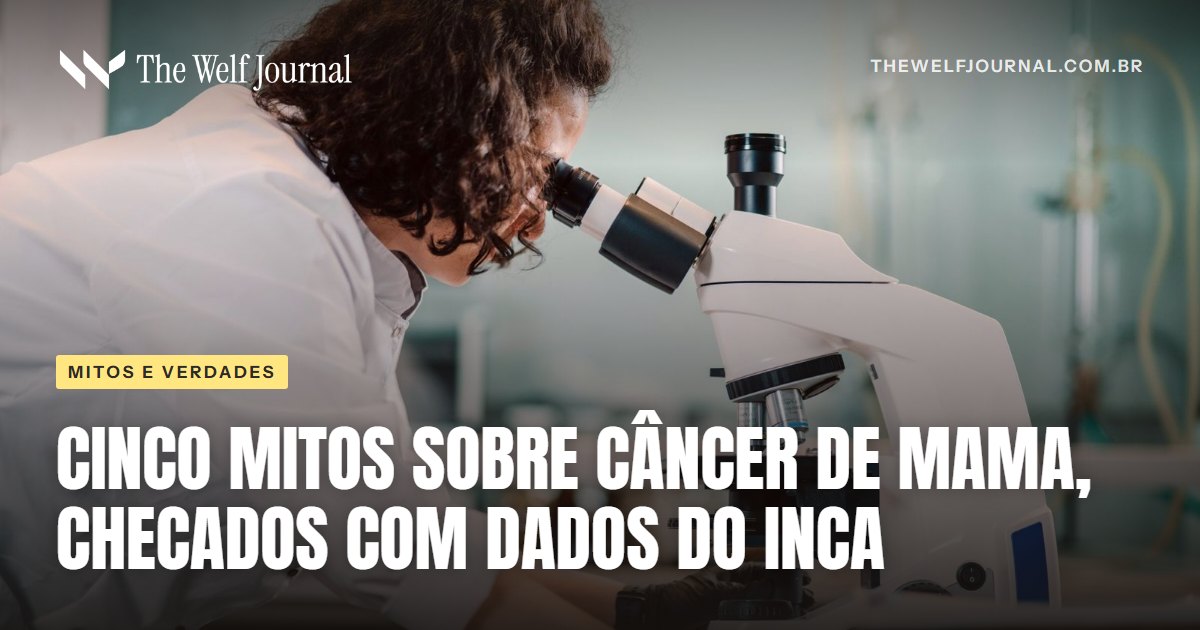 The Welf Journal
THEWELFJOURNAL.COM.BR
MITOS E VERDADES
CINCO MITOS SOBRE CÂNCER DE MAMA,
CHECADOS COM DADOS DO INCA